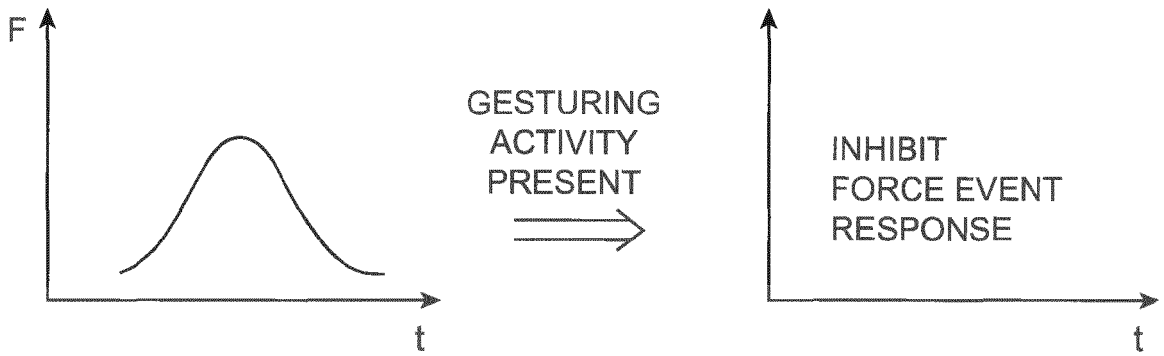 F
t
GESTURING
ACTIVITY
PRESENT
INHIBIT
FORCE EVENT
RESPONSE
t